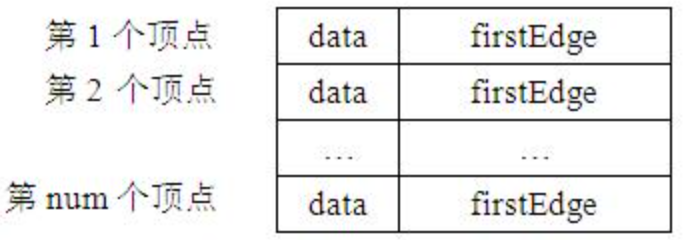 第 1 个顶点 data firstEdge
第 2 个顶点 data firstEdge
... ...
第 num 个顶点 data firstEdge